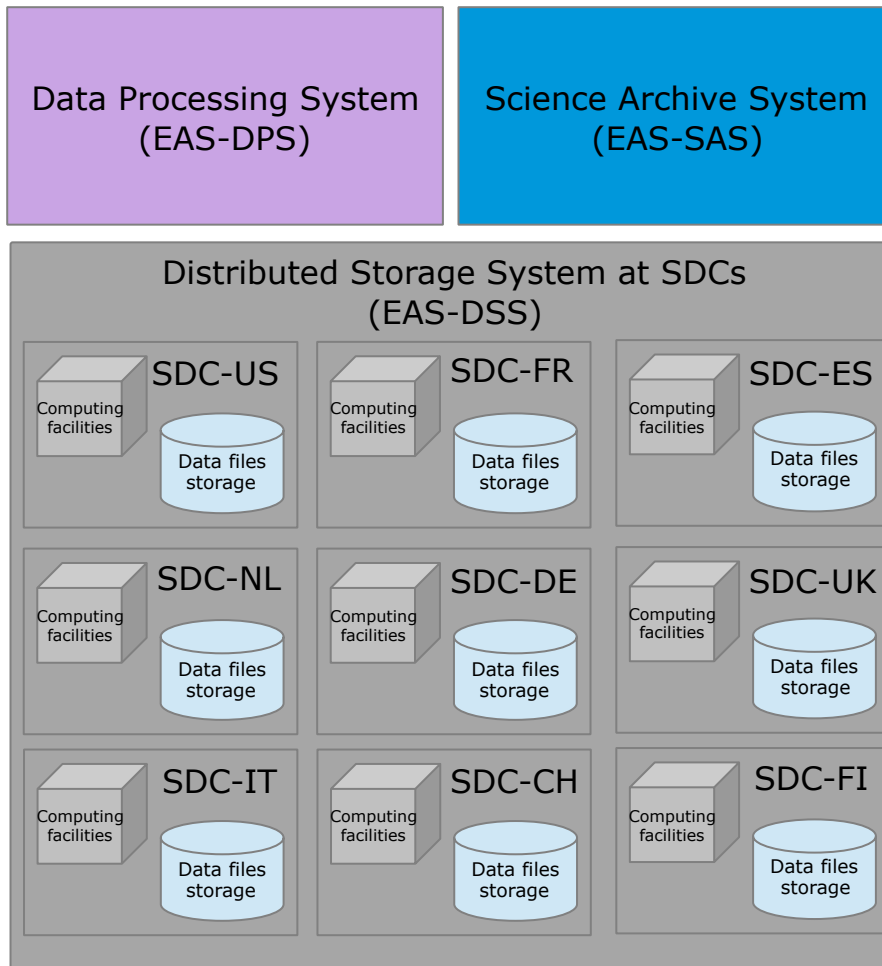 Data Processing System
(EAS-DPS)
Science Archive System
(EAS-SAS)
Distributed Storage System at SDCs
(EAS-DSS)
SDC-US
Computing
facilities
Data files
storage
SDC-FR
Computing
facilities
Data files
storage
SDC-ES
Computing
facilities
Data files
storage
SDC-NL
Computing
facilities
Data files
storage
SDC-DE
Computing
facilities
Data files
storage
SDC-UK
Computing
facilities
Data files
storage
SDC-IT
Computing
facilities
Data files
storage
SDC-CH
Computing
facilities
Data files
storage
SDC-FI
Computing
facilities
Data files
storage